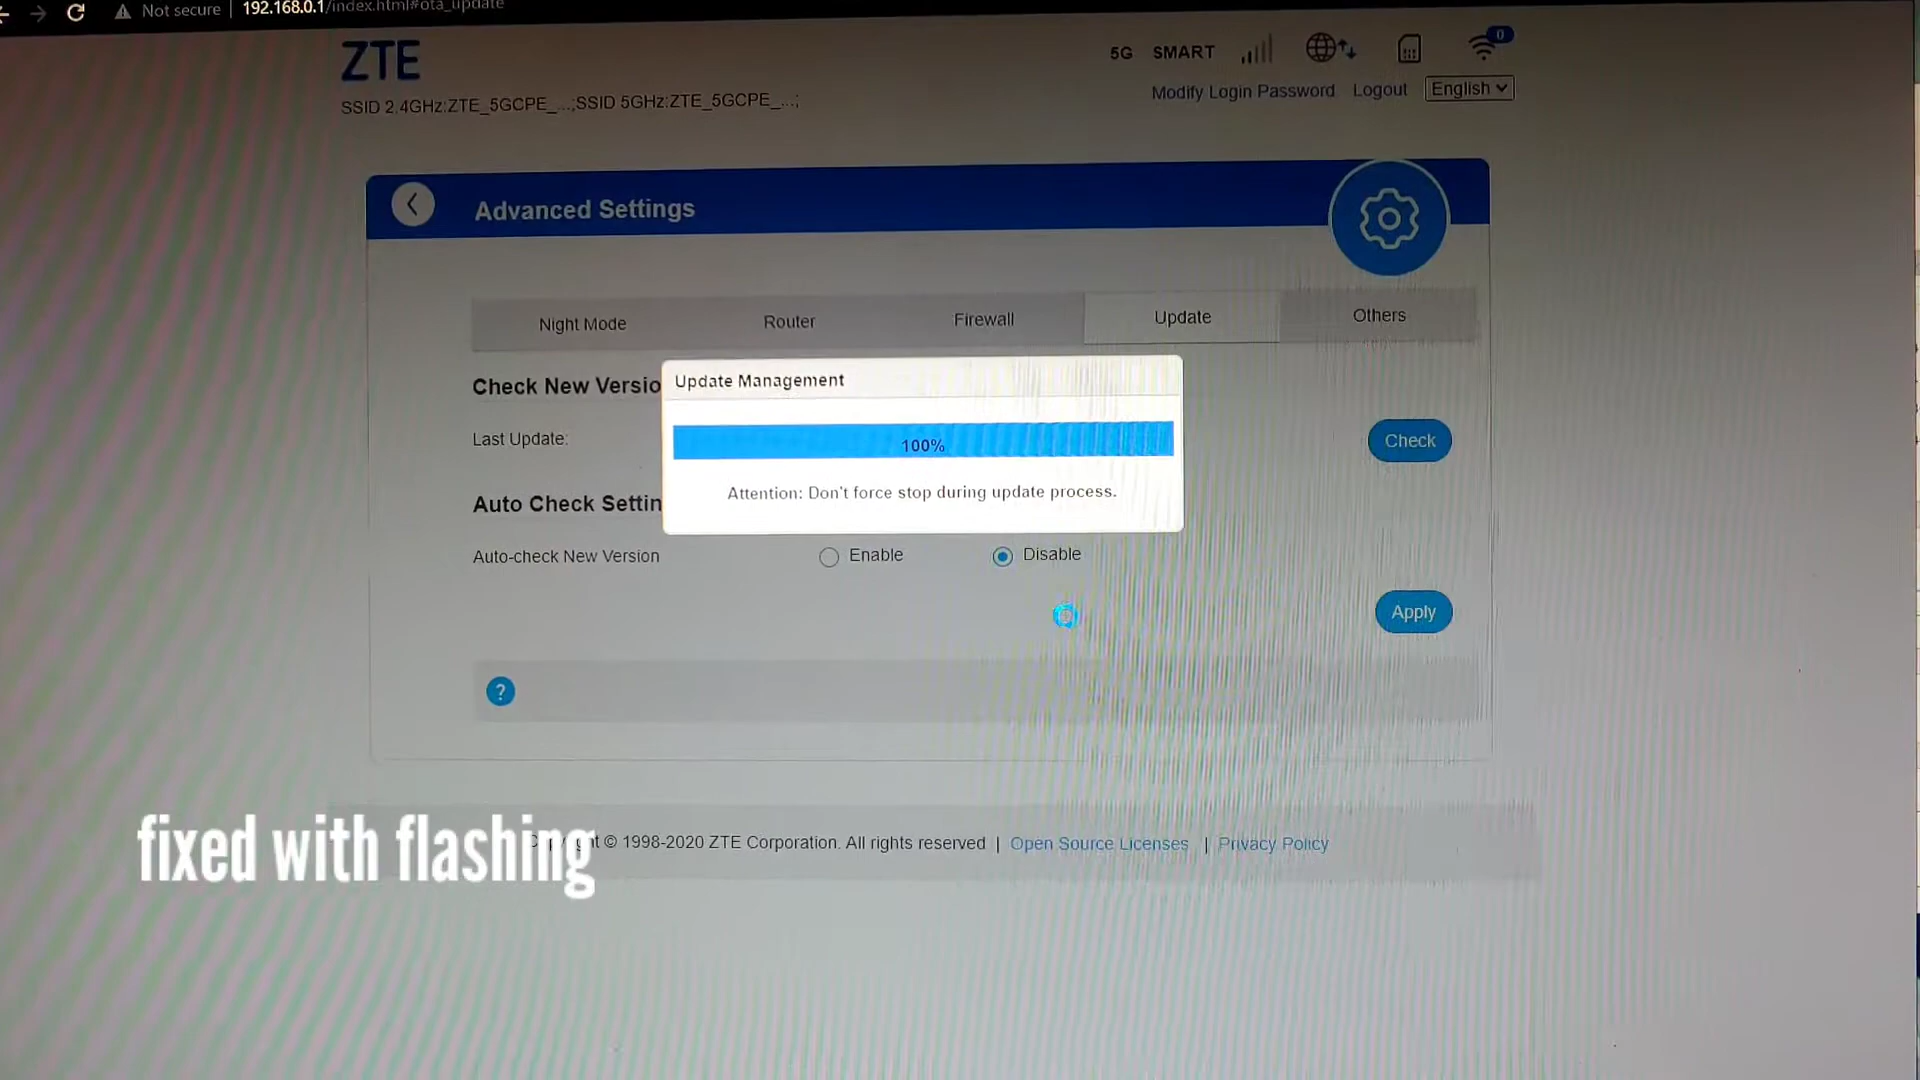 Not secure | 192.168.0.1/index.html#ota_update
ZTE
5G SMART 0
SSID 2.4GHz:ZTE_5GCPE_...;SSID 5GHz:ZTE_5GCPE_...;
Modify Login Password Logout English
Advanced Settings
Night Mode Router Firewall Update Others
Check New Versio
Update Management
Last Update:
100%
Check
Attention: Don't force stop during update process.
Auto Check Settin
Auto-check New Version Enable Disable
Apply
?
© 1998-2020 ZTE Corporation. All rights reserved | Open Source Licenses | Privacy Policy
fixed with flashing